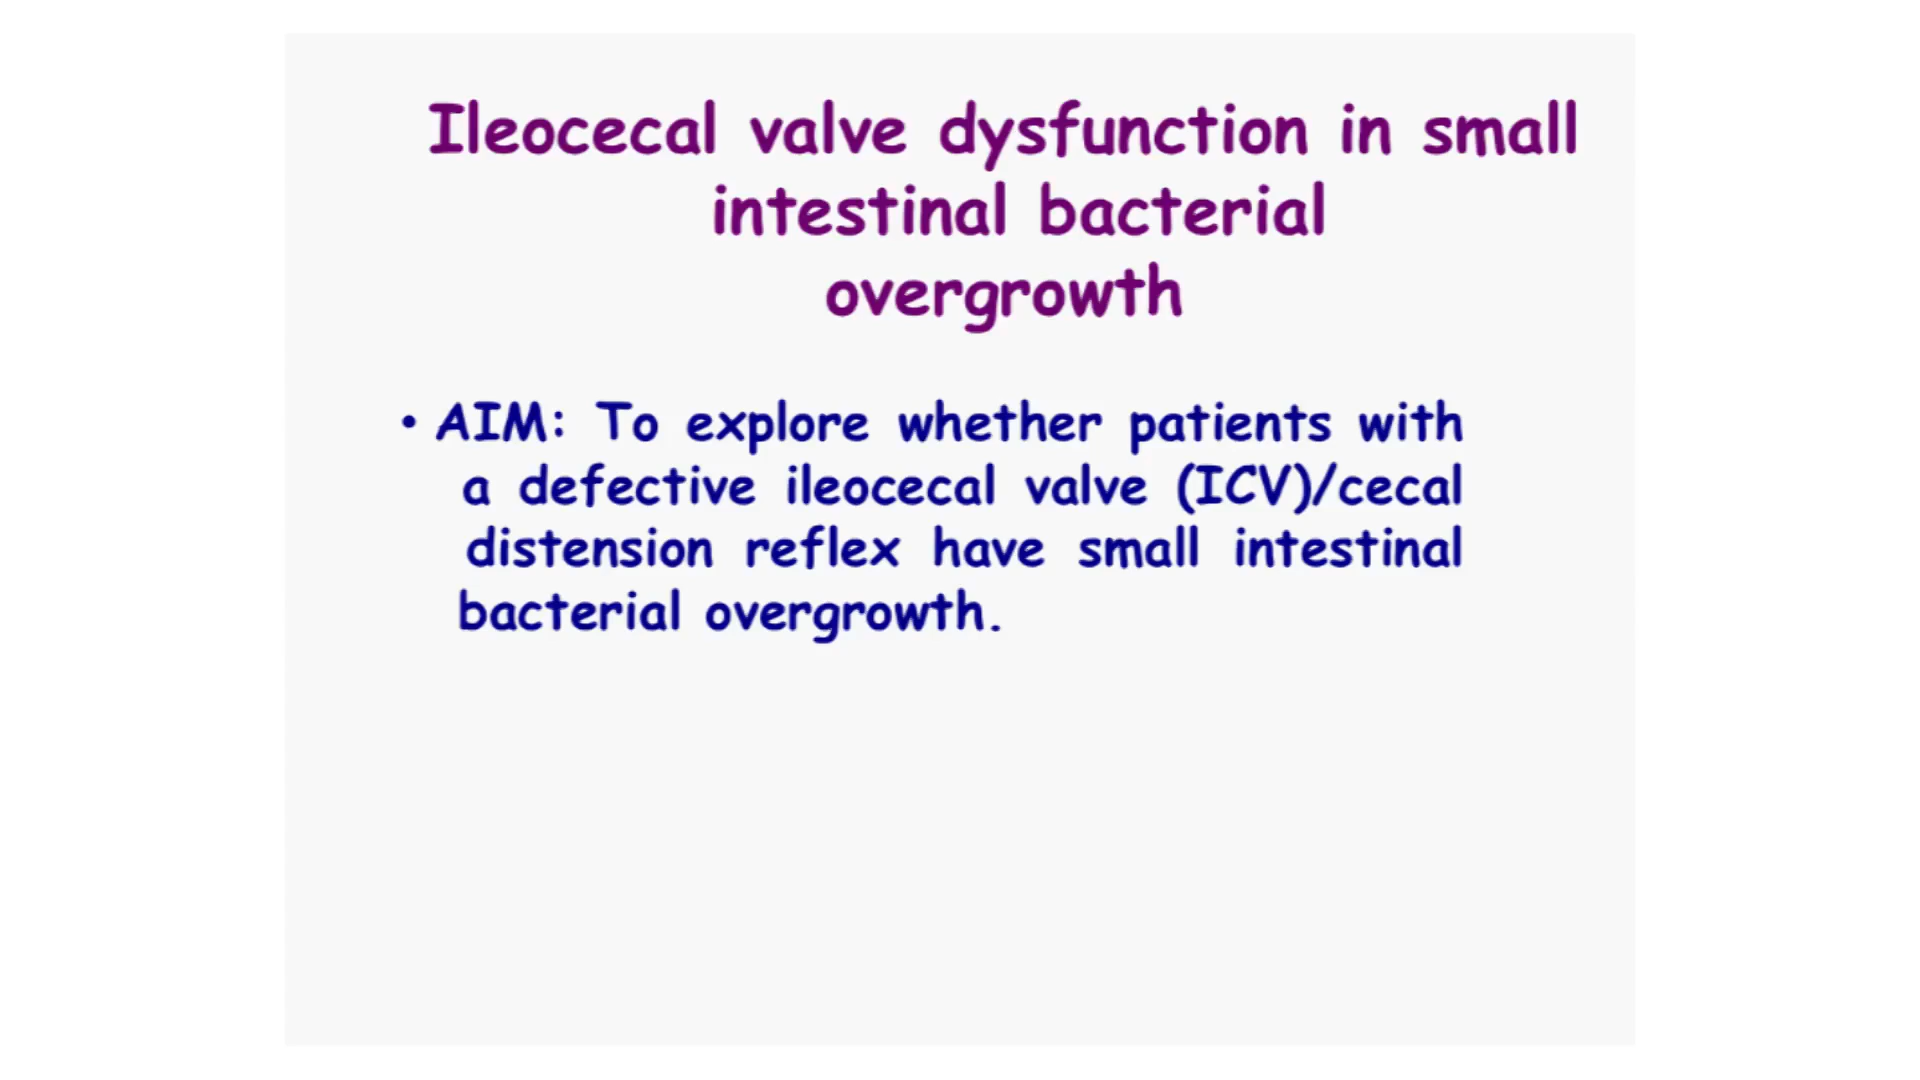 Ileocecal valve dysfunction in small
intestinal bacterial
overgrowth
• AIM: To explore whether patients with
a defective ileocecal valve (ICV)/cecal
distension reflex have small intestinal
bacterial overgrowth.